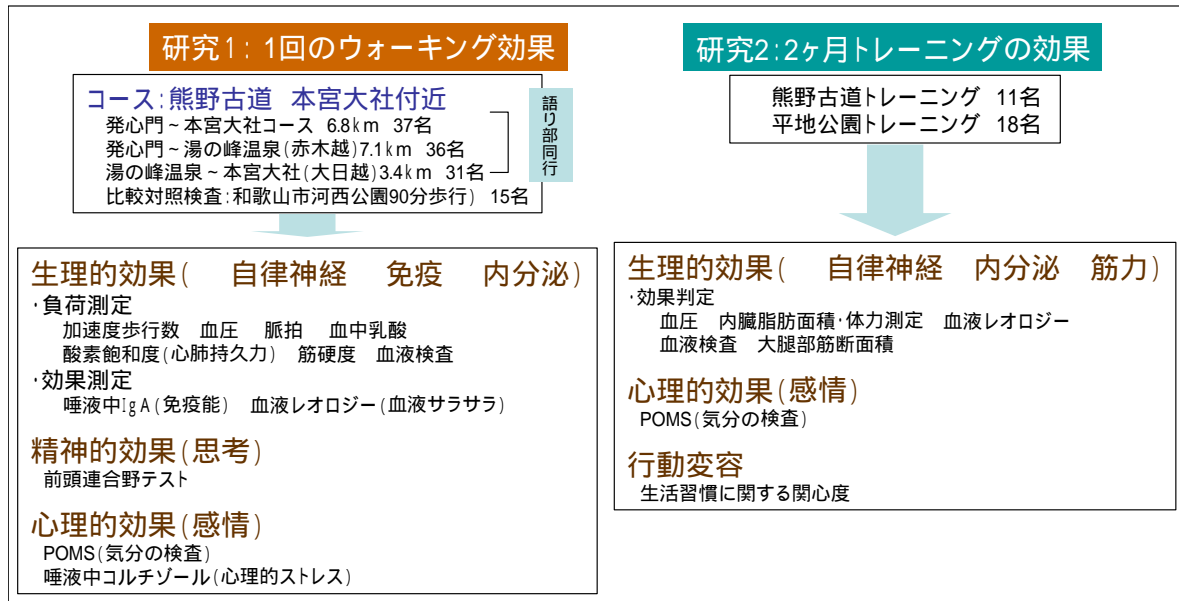 研究1：1回のウォーキング効果
コース：熊野古道 本宮大社付近
発心門～本宮大社コース 6.8km 37名
発心門～湯の峰温泉(赤木越)7.1km 36名
湯の峰温泉～本宮大社(大日越)3.4km 31名
比較対照検査：和歌山市河西公園90分歩行） 15名
語り部同行
生理的効果（ 自律神経 免疫 内分泌）
・負荷測定
加速度歩行数 血圧 脈拍 血中乳酸
酸素飽和度(心肺持久力) 筋硬度 血液検査
・効果測定
唾液中IgA(免疫能) 血液レオロジー(血液サラサラ)
精神的効果(思考)
前頭連合野テスト
心理的効果(感情)
POMS(気分の検査)
唾液中コルチゾール(心理的ストレス)
研究2：2ヶ月トレーニングの効果
熊野古道トレーニング 11名
平地公園トレーニング 18名
生理的効果（ 自律神経 内分泌 筋力）
・効果判定
血圧 内臓脂肪面積・体力測定 血液レオロジー
血液検査 大腿部筋断面積
心理的効果(感情)
POMS(気分の検査)
行動変容
生活習慣に関する関心度